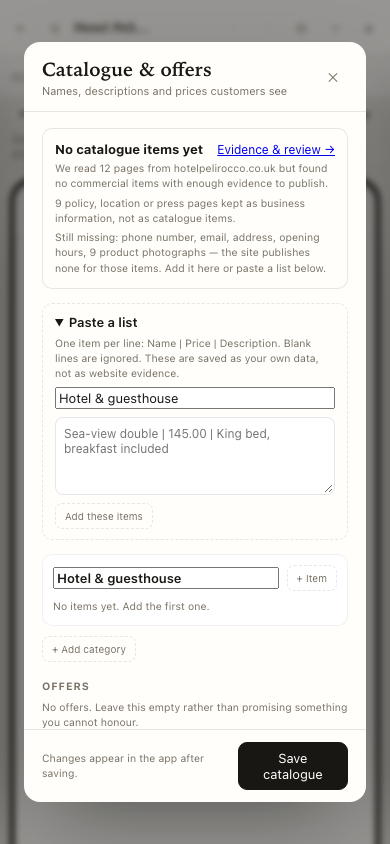 Catalogue & offers
Names, descriptions and prices customers see
No catalogue items yet
Evidence & review →
We read 12 pages from hotelpelirocco.co.uk but found
no commercial items with enough evidence to publish.
9 policy, location or press pages kept as business
information, not as catalogue items.
Still missing: phone number, email, address, opening
hours, 9 product photographs — the site publishes
none for those items. Add it here or paste a list below.
▼ Paste a list
One item per line: Name | Price | Description. Blank
lines are ignored. These are saved as your own data,
not as website evidence.
Hotel & guesthouse
Sea-view double | 145.00 | King bed,
breakfast included
Add these items
Hotel & guesthouse
+ Item
No items yet. Add the first one.
+ Add category
OFFERS
No offers. Leave this empty rather than promising something
you cannot honour.
Changes appear in the app after
saving.
Save
catalogue